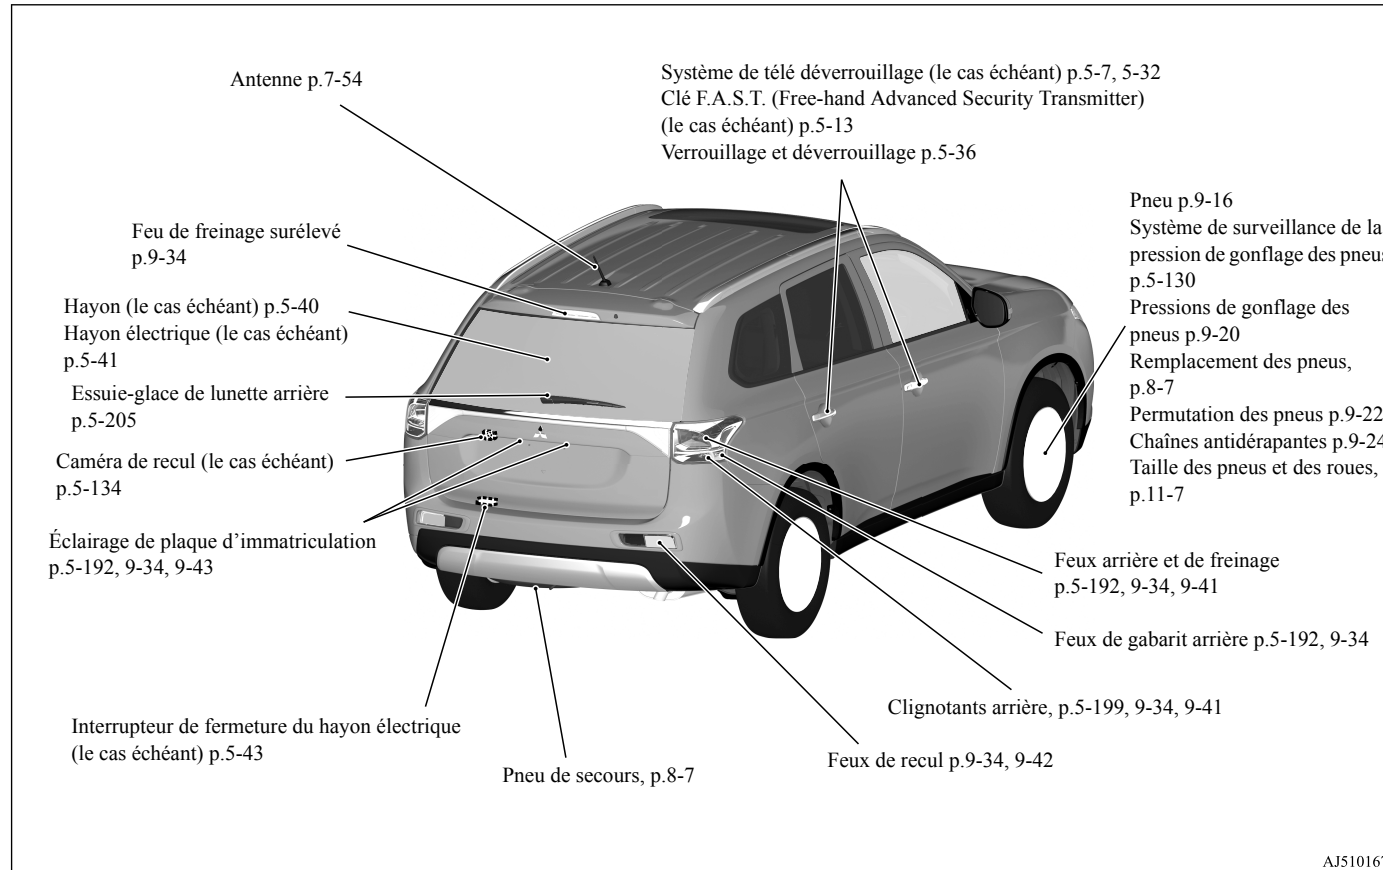 Antenne p.7-54
Système de télé déverrouillage (le cas échéant) p.5-7, 5-32
Clé F.A.S.T. (Free-hand Advanced Security Transmitter)
(le cas échéant) p.5-13
Verrouillage et déverrouillage p.5-36
Pneu p.9-16
Système de surveillance de la
pression de gonflage des pneus
p.5-130
Pressions de gonflage des
pneus p.9-20
Remplacement des pneus,
p.8-7
Permutation des pneus p.9-22
Chaînes antidérapantes p.9-24
Taille des pneus et des roues,
p.11-7
Feu de freinage surélevé
p.9-34
Hayon (le cas échéant) p.5-40
Hayon électrique (le cas échéant)
p.5-41
Essuie-glace de lunette arrière
p.5-205
Caméra de recul (le cas échéant)
p.5-134
Éclairage de plaque d’immatriculation
p.5-192, 9-34, 9-43
Feux arrière et de freinage
p.5-192, 9-34, 9-41
Feux de gabarit arrière p.5-192, 9-34
Clignotants arrière, p.5-199, 9-34, 9-41
Feux de recul p.9-34, 9-42
Interrupteur de fermeture du hayon électrique
(le cas échéant) p.5-43
Pneu de secours, p.8-7
AJ510167